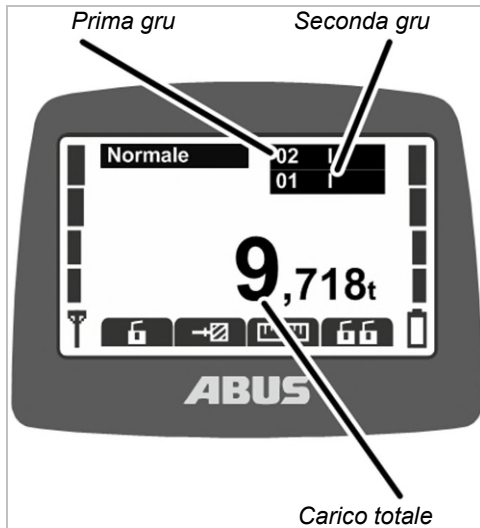 Prima gru
Seconda gru
Normale
02 I
01 I
9,718t
ABUS
Carico totale